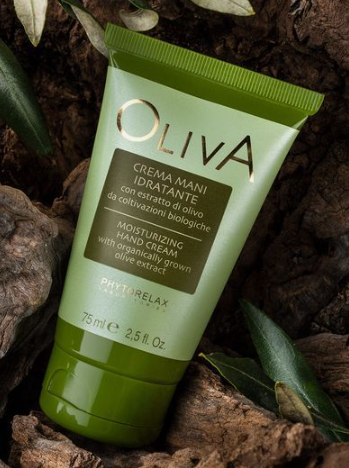 OLIVA
CREMA MANI
IDRATANTE
con estratto di olivo
da coltivazioni biologiche
MOISTURIZING
HAND CREAM
with organically grown
olive extract
PHYTORELAX
75 ml ℮ 2,5 fl. Oz.